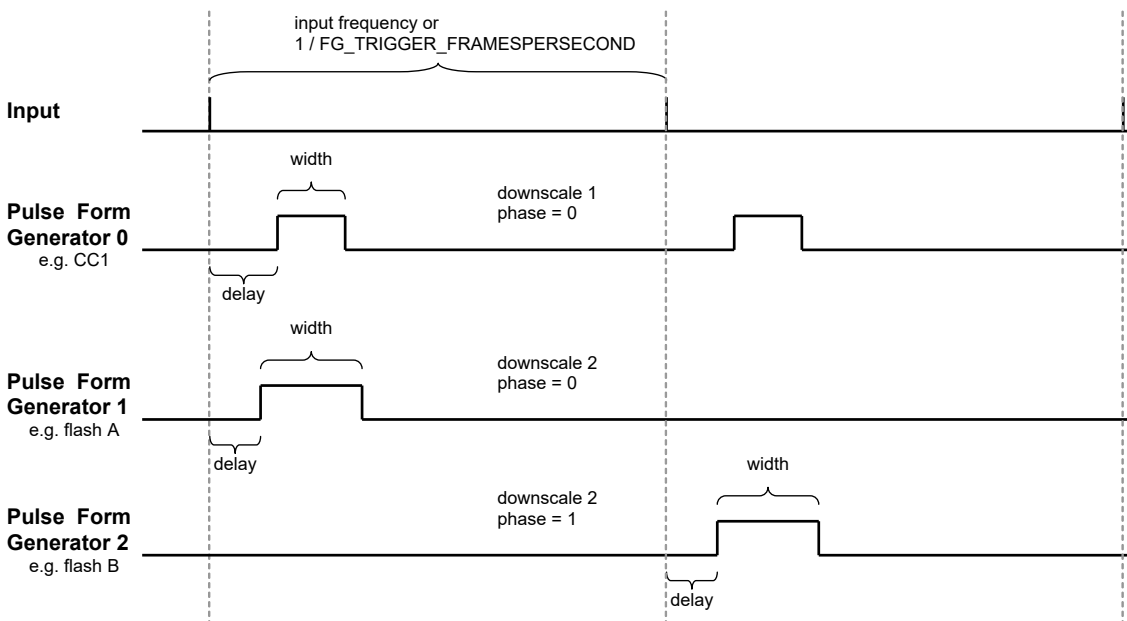 input frequency or
1 / FG_TRIGGER_FRAMESPERSECOND
Input
width
downscale 1
phase = 0
Pulse Form
Generator 0
e.g. CC1
delay
width
downscale 2
phase = 0
Pulse Form
Generator 1
e.g. flash A
delay
width
downscale 2
phase = 1
Pulse Form
Generator 2
e.g. flash B
delay